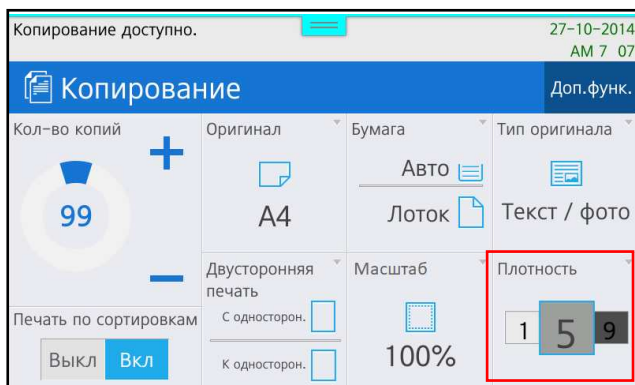 Копирование доступно.
27-10-2014
AM 7 07
Копирование
Доп.функ.
Кол-во копий
99
Оригинал
A4
Бумага
Авто
Лоток
Тип оригинала
Текст / фото
Двусторонняя
печать
С односторон.
К односторон.
Масштаб
100%
Плотность
1 5 9
Печать по сортировкам
Выкл Вкл